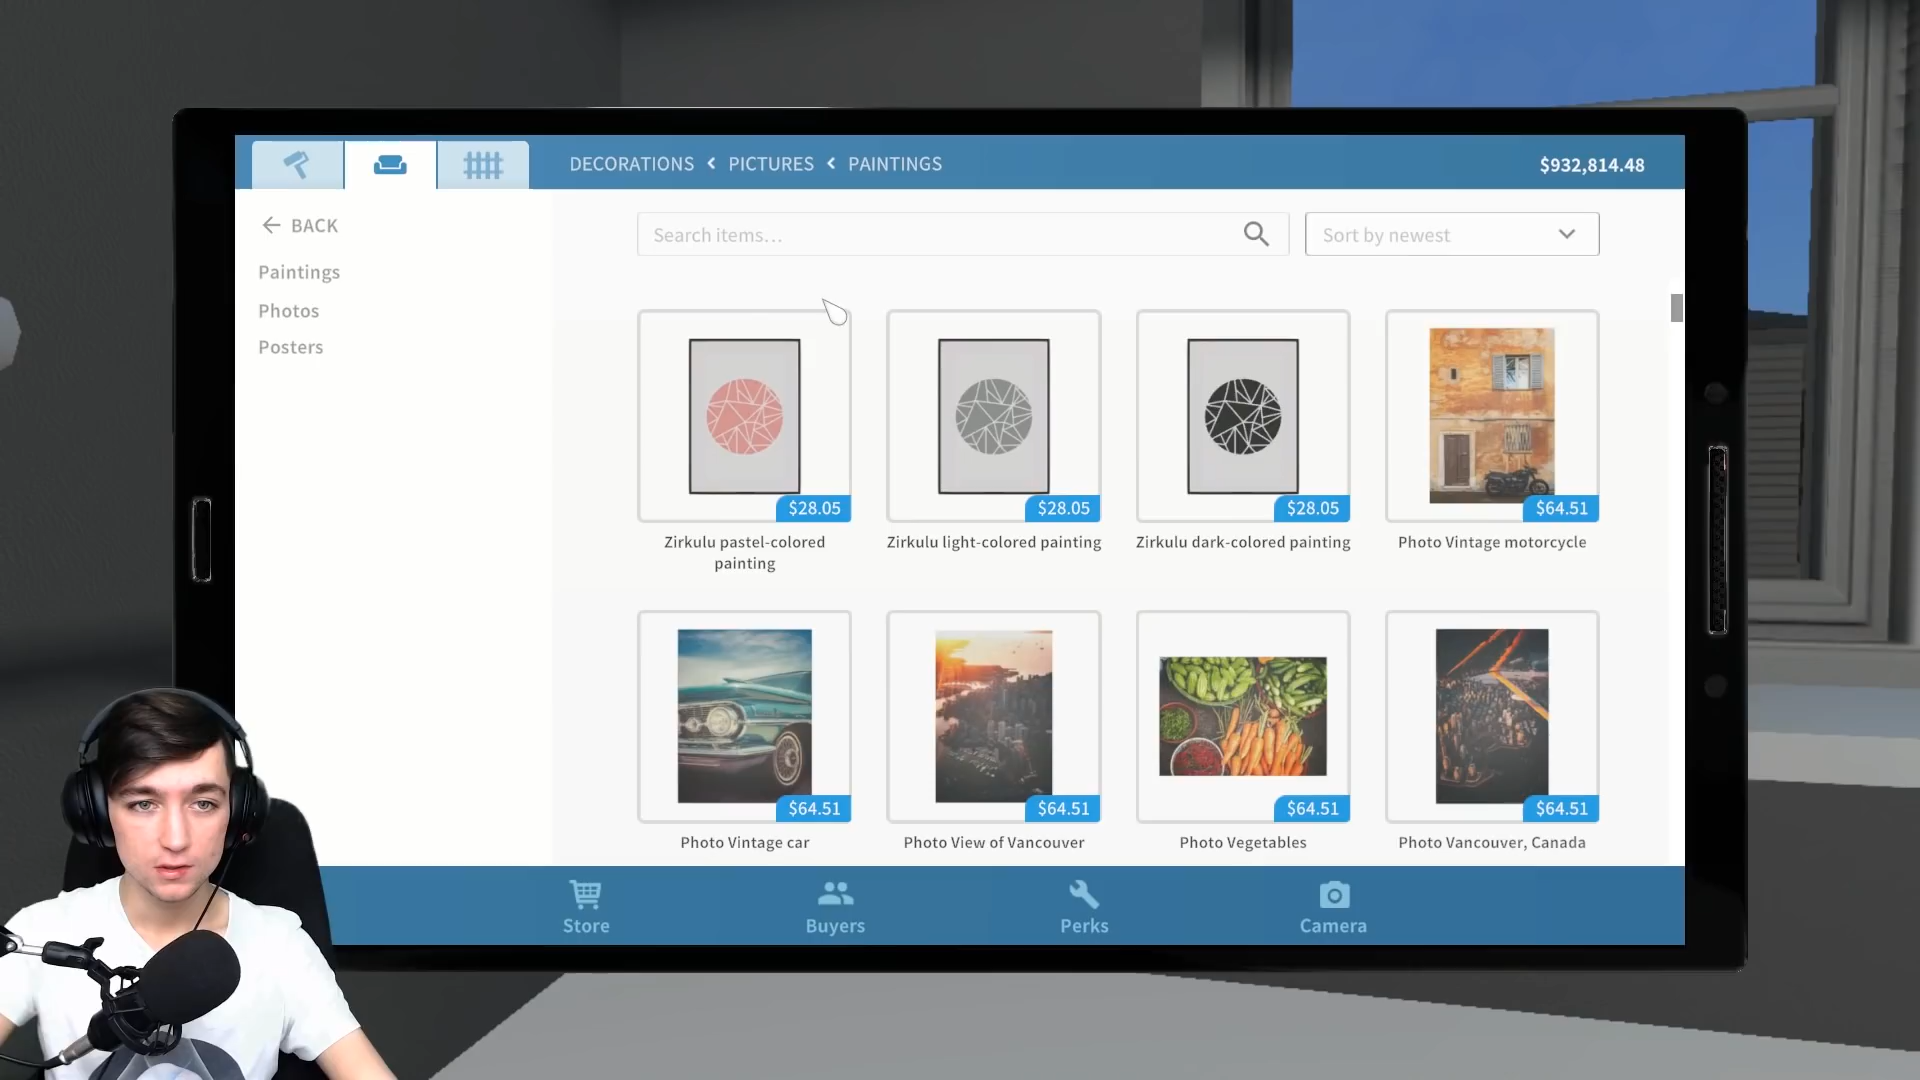 DECORATIONS < PICTURES < PAINTINGS
$932,814.48
BACK
Search items...
Sort by newest
Paintings
Photos
Posters
$28.05
$28.05
$28.05
$64.51
Zirkulu pastel-colored
painting
Zirkulu light-colored painting
Zirkulu dark-colored painting
Photo Vintage motorcycle
$64.51
$64.51
$64.51
$64.51
Photo Vintage car
Photo View of Vancouver
Photo Vegetables
Photo Vancouver, Canada
Store
Buyers
Perks
Camera